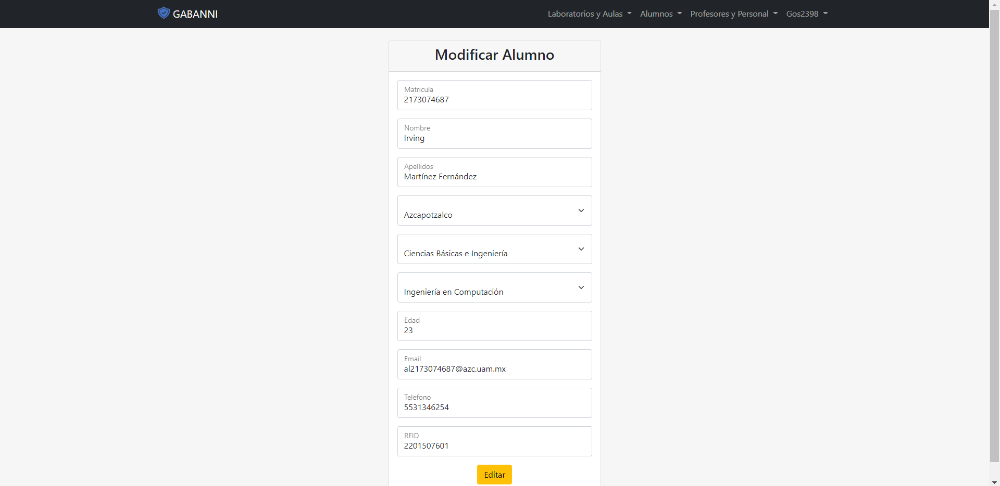 GABANNI
Laboratorios y Aulas Alumnos Profesores y Personal Gos2398
Modificar Alumno
Matricula
2173074687
Nombre
Irving
Apellidos
Martínez Fernández
Azcapotzalco
Ciencias Básicas e Ingeniería
Ingeniería en Computación
Edad
23
Email
al2173074687@azc.uam.mx
Telefono
5531346254
RFID
2201507601
Editar